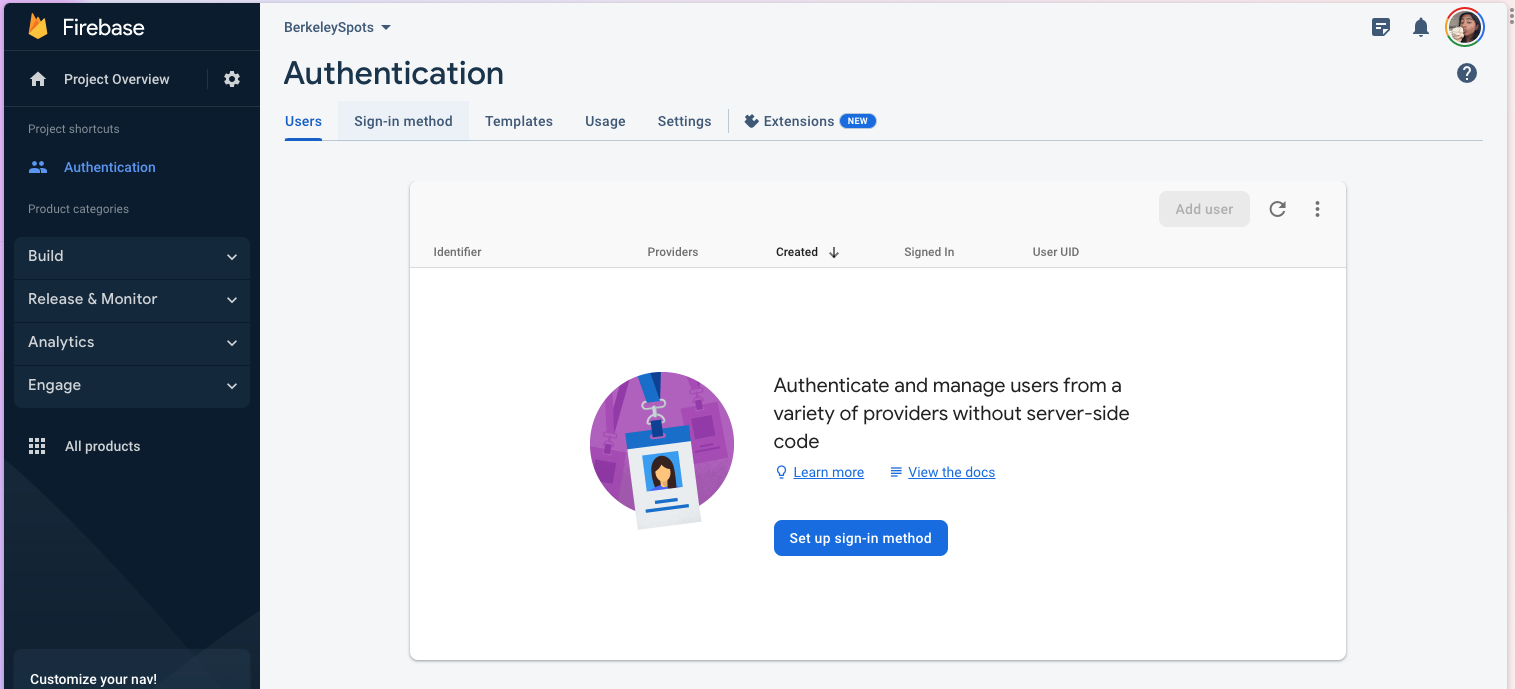 Firebase
Project Overview
Project shortcuts
Authentication
Product categories
Build
Release & Monitor
Analytics
Engage
All products
Customize your nav!
BerkeleySpots
Authentication
Users Sign-in method Templates Usage Settings Extensions NEW
Add user
Identifier Providers Created Signed In User UID
Authenticate and manage users from a
variety of providers without server-side
code
Learn more View the docs
Set up sign-in method